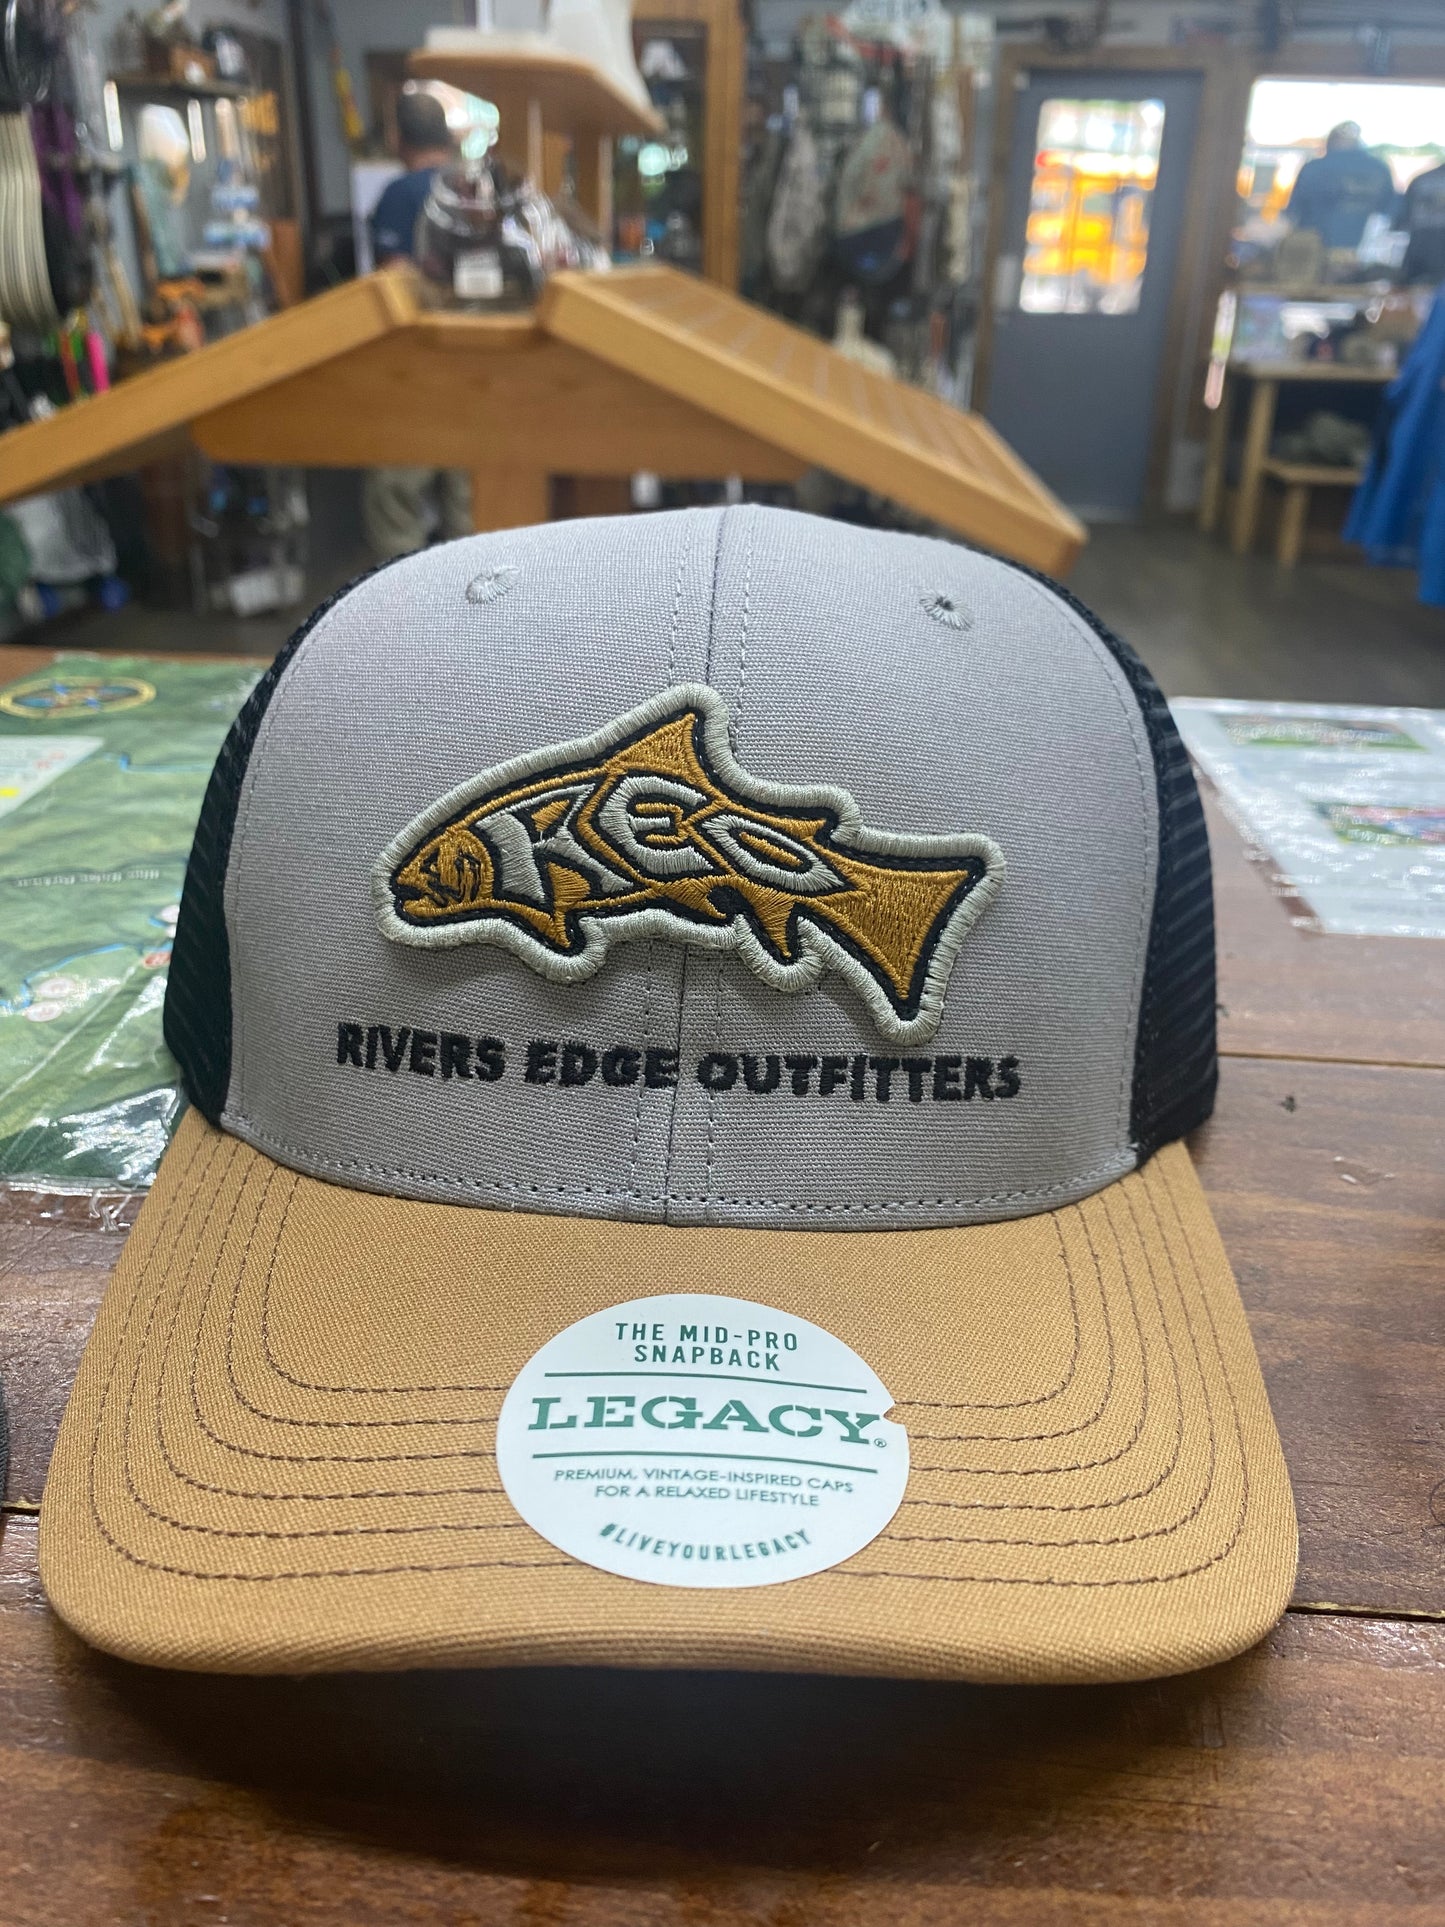 REO
RIVERS EDGE OUTFITTERS
THE MID-PRO
SNAPBACK
LEGACY®
PREMIUM, VINTAGE-INSPIRED CAPS
FOR A RELAXED LIFESTYLE
#LIVEYOURLEGACY